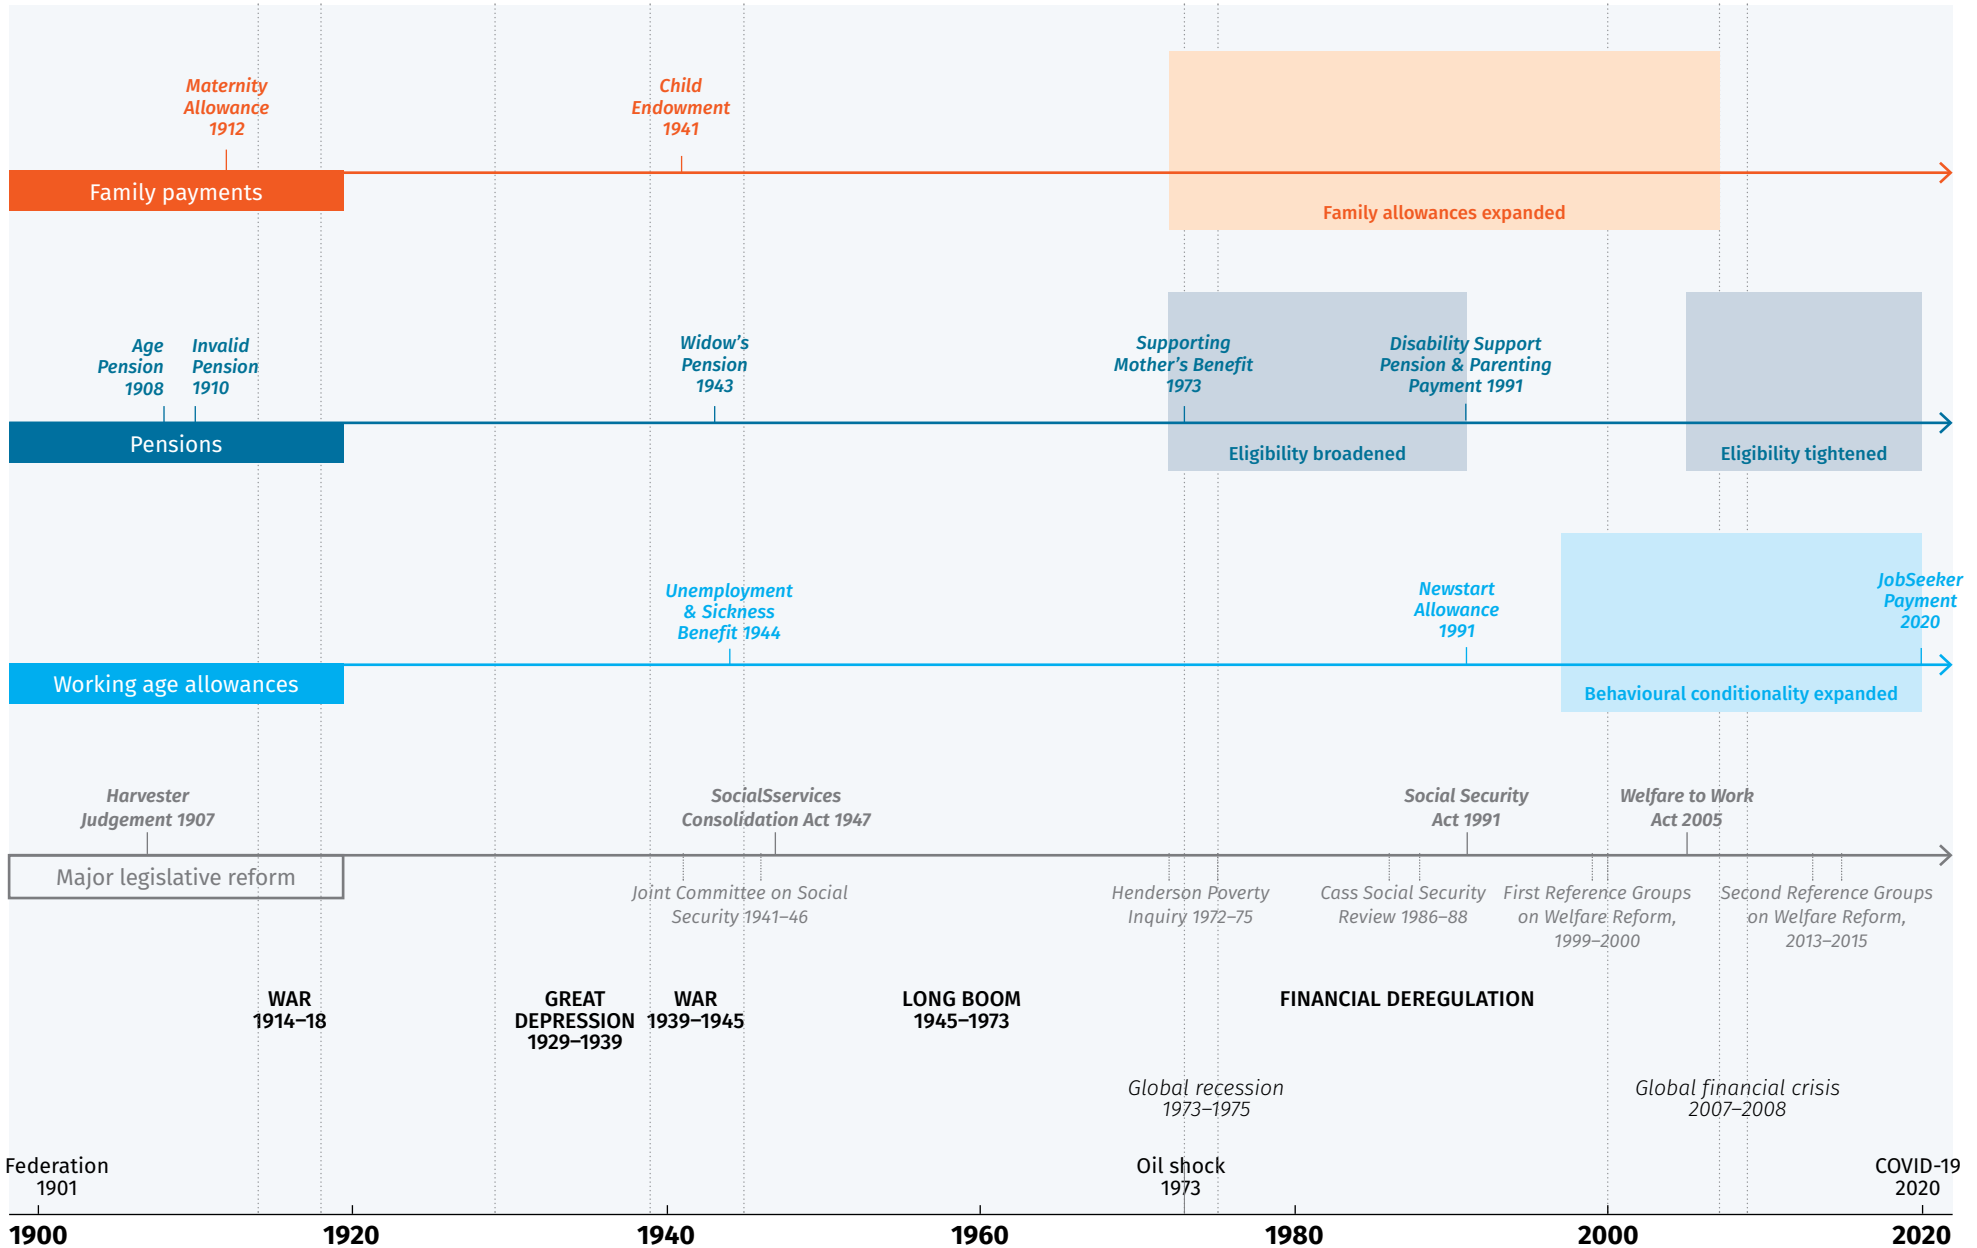 Maternity
Allowance
1912
Child
Endowment
1941
Family payments
Family allowances expanded
Age
Pension
1908
Invalid
Pension
1910
Widow's
Pension
1943
Supporting
Mother's Benefit
1973
Disability Support
Pension & Parenting
Payment 1991
Pensions
Eligibility broadened
Eligibility tightened
Unemployment
& Sickness
Benefit 1944
Newstart
Allowance
1991
JobSeeker
Payment
2020
Working age allowances
Behavioural conditionality expanded
Harvester
Judgement 1907
SocialSservices
Consolidation Act 1947
Social Security
Act 1991
Welfare to Work
Act 2005
Major legislative reform
Joint Committee on Social
Security 1941–46
Henderson Poverty
Inquiry 1972–75
Cass Social Security
Review 1986–88
First Reference Groups
on Welfare Reform,
1999–2000
Second Reference Groups
on Welfare Reform,
2013–2015
WAR
1914–18
GREAT
DEPRESSION
1929–1939
WAR
1939–1945
LONG BOOM
1945–1973
FINANCIAL DEREGULATION
Global recession
1973–1975
Global financial crisis
2007–2008
Federation
1901
Oil shock
1973
COVID-19
2020
1900
1920
1940
1960
1980
2000
2020